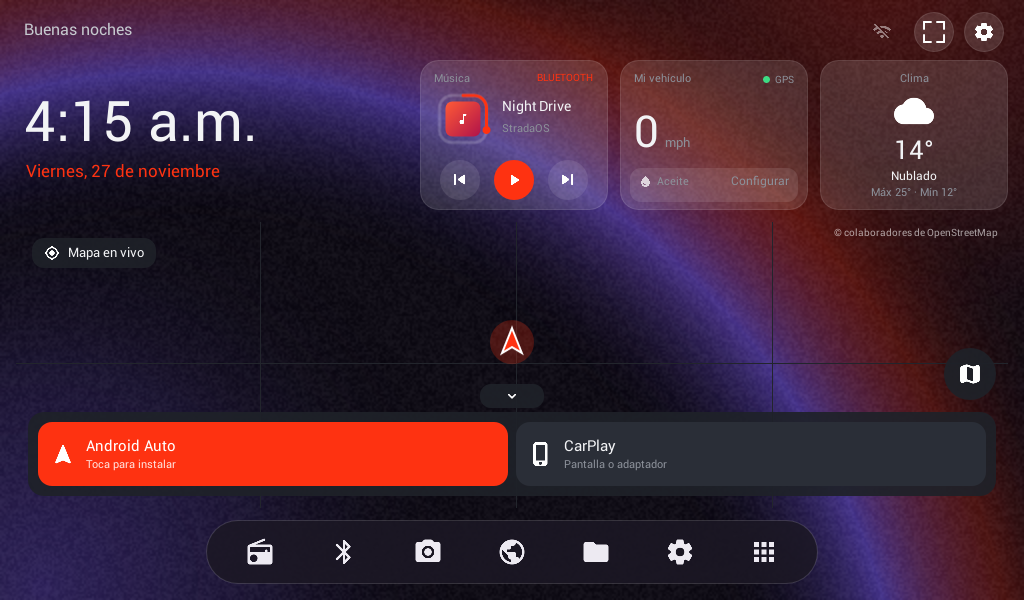 Buenas noches
4:15 a.m.
Viernes, 27 de noviembre
Música
BLUETOOTH
Night Drive
StradaOS
Mi vehículo
GPS
0 mph
Aceite
Configurar
Clima
14°
Nublado
Máx 25° · Mín 12°
© colaboradores de OpenStreetMap
Mapa en vivo
Android Auto
Toca para instalar
CarPlay
Pantalla o adaptador